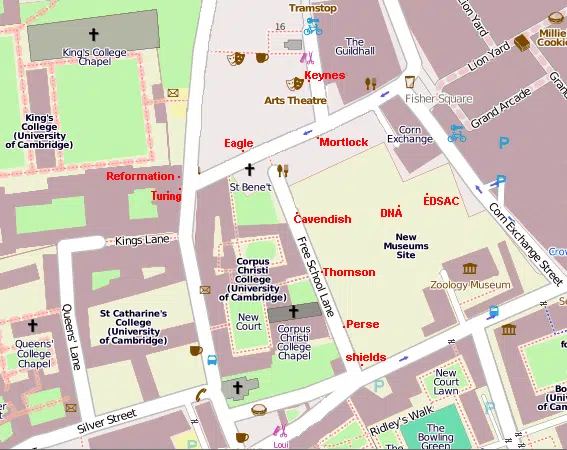 Tramstop
16
King's College
Chapel
The
Guildhall
Lion Yard
Millie
Cookie
Lion Yard
Keynes
Arts Theatre
Fisher Square
Grand Arcade
King's
College
(University
of Cambridge)
Corn
Exchange
Mortlock
Eagle
Reformation
St Bene't
Turing
EDSAC
DNA
Cavendish
Corn Exchange Street
Kings Lane
New
Museums
Site
Free School Lane
Corpus
Christi
College
(University
of Cambridge)
Thomson
Zoology Museum
Queens' Lane
St Catharine's
College
(University
of Cambridge)
New
Court
Corpus
Christi
College
Chapel
Perse
Queens'
College
Chapel
shields
New
Court
Lawn
Silver Street
Ridley's Walk
The
Bowling
Green